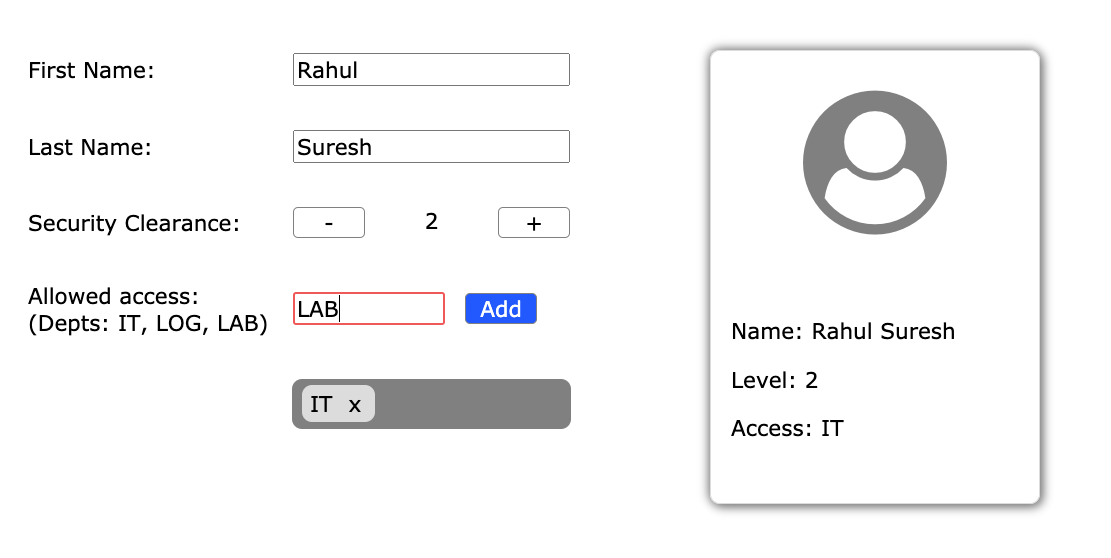 First Name: Rahul
Last Name: Suresh
Security Clearance: - 2 +
Allowed access:
(Depts: IT, LOG, LAB) LAB Add
IT x
Name: Rahul Suresh
Level: 2
Access: IT